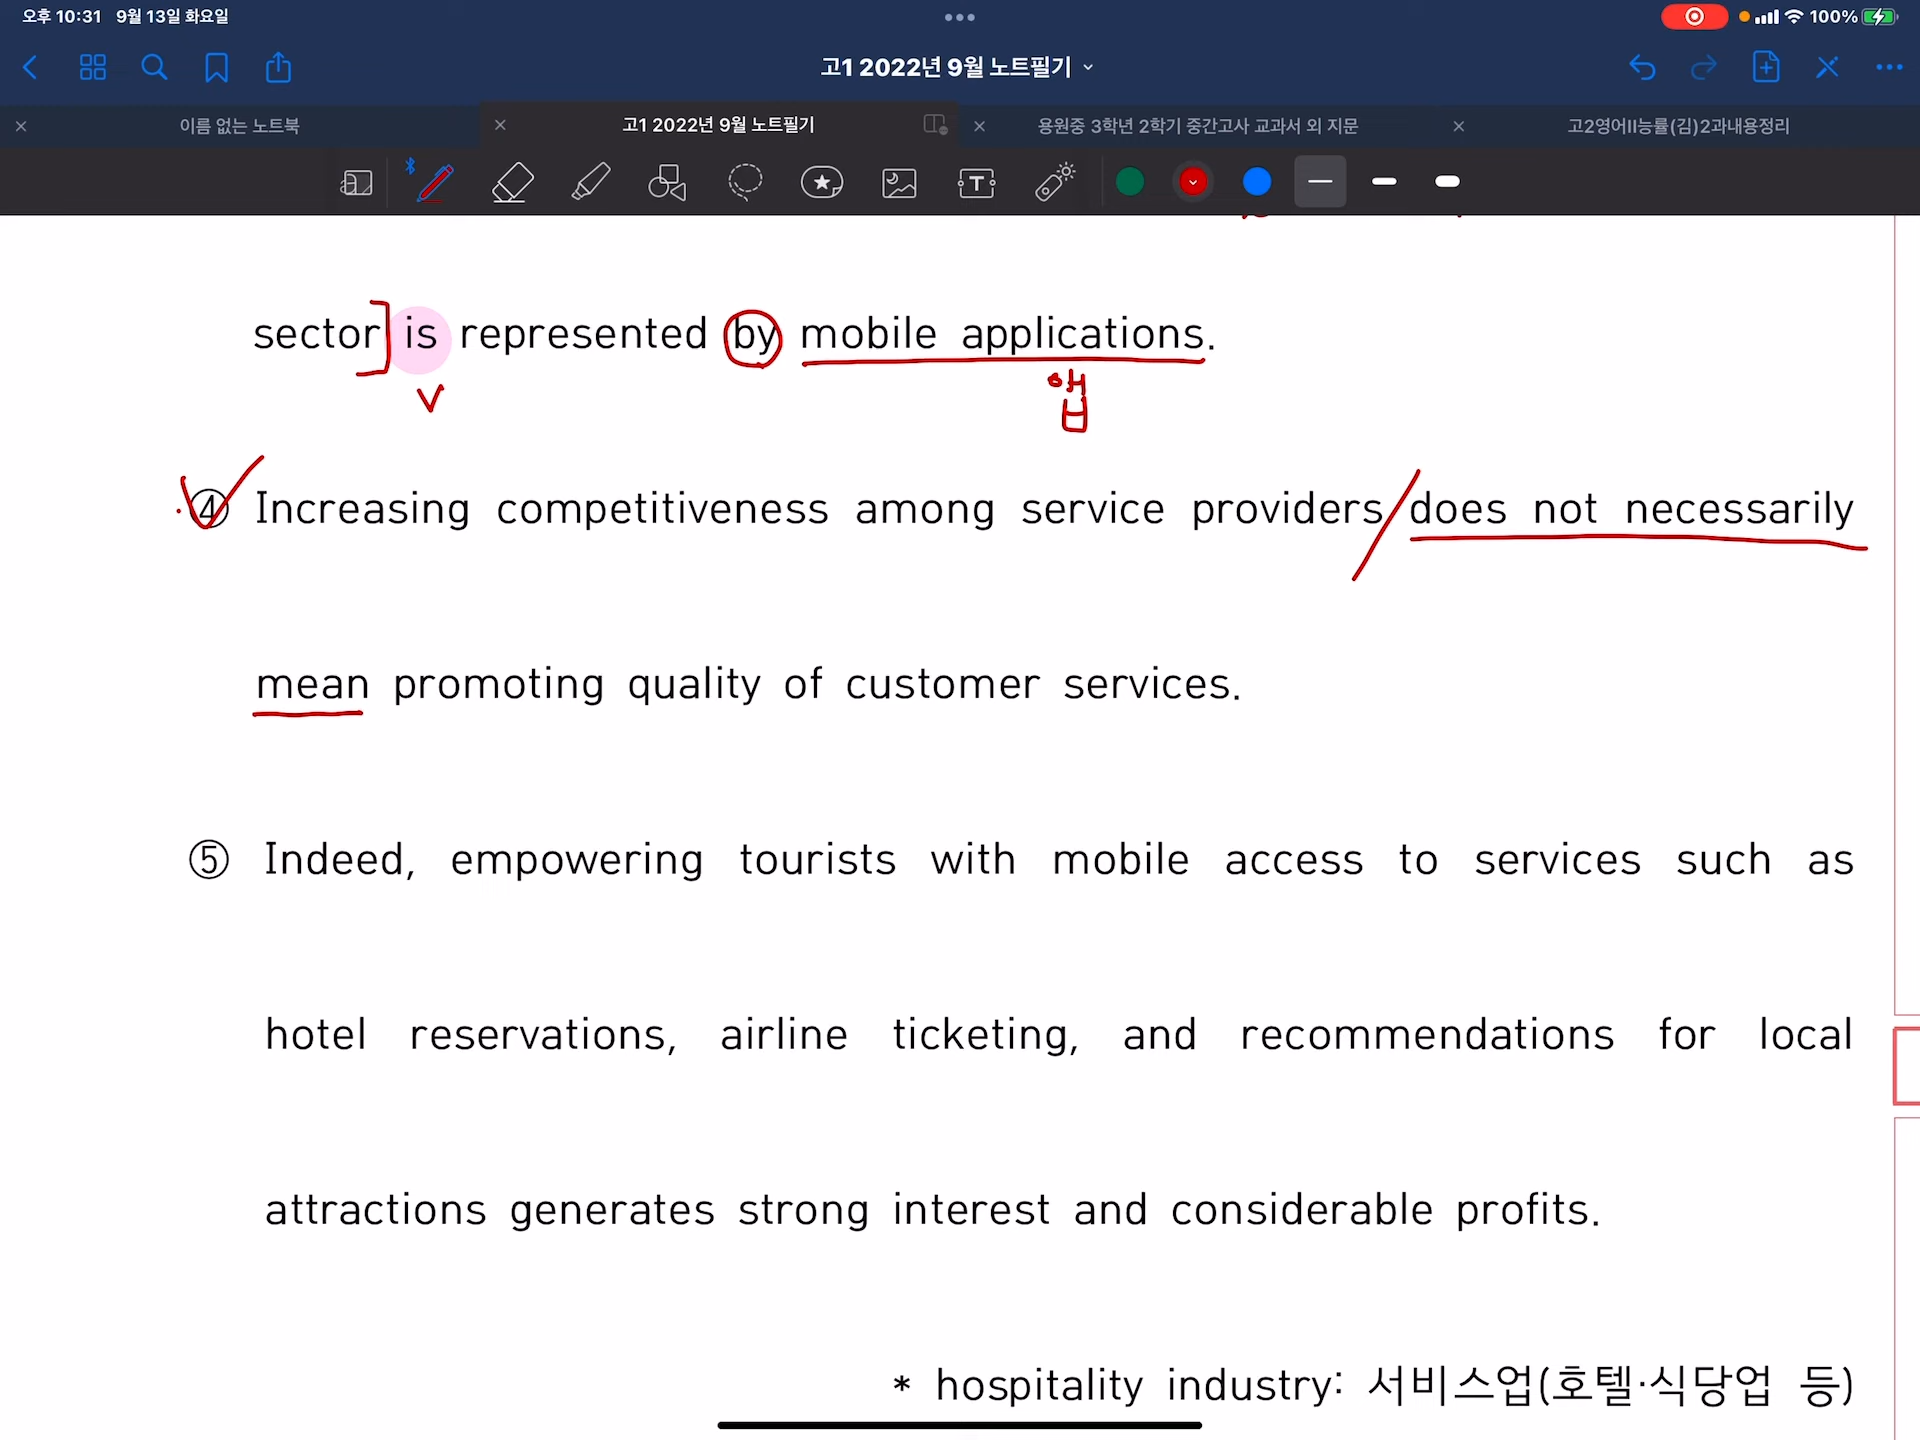 오후 10:31 9월 13일 화요일
100%
고1 2022년 9월 노트필기
이름 없는 노트북
고1 2022년 9월 노트필기
용원중 3학년 2학기 중간고사 교과서 외 지문
고2영어II능률(김)2과내용정리
sector] is represented by mobile applications.
V
앱
④ Increasing competitiveness among service providers/does not necessarily
mean promoting quality of customer services.
⑤ Indeed, empowering tourists with mobile access to services such as
hotel reservations, airline ticketing, and recommendations for local
attractions generates strong interest and considerable profits.
* hospitality industry: 서비스업(호텔·식당업 등)